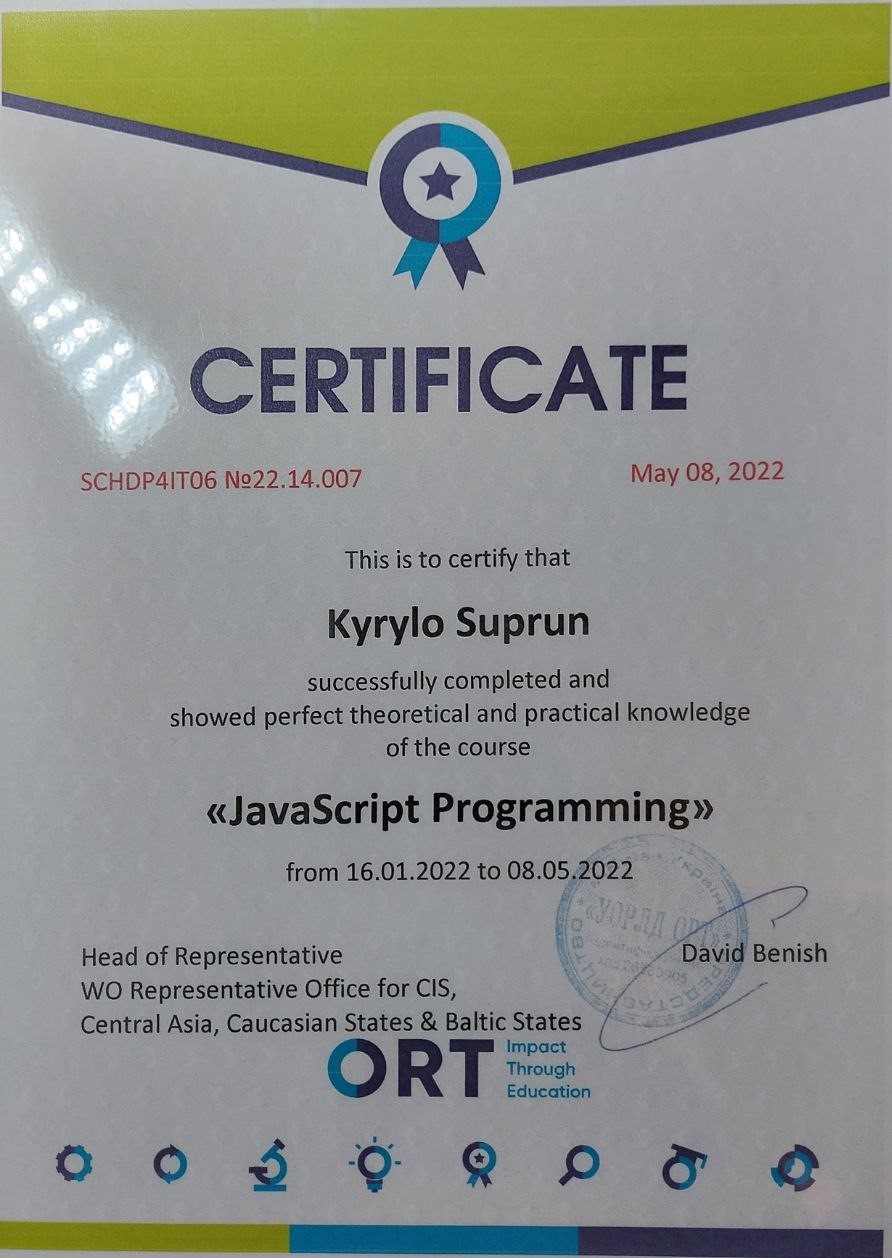 CERTIFICATE
SCHDP4IT06 №22.14.007
May 08, 2022
This is to certify that
Kyrylo Suprun
successfully completed and
showed perfect theoretical and practical knowledge
of the course
«JavaScript Programming»
from 16.01.2022 to 08.05.2022
Head of Representative
WO Representative Office for CIS,
Central Asia, Caucasian States & Baltic States
David Benish
Україна
«УОРЛД ОРТ»
ORT
Impact
Through
Education